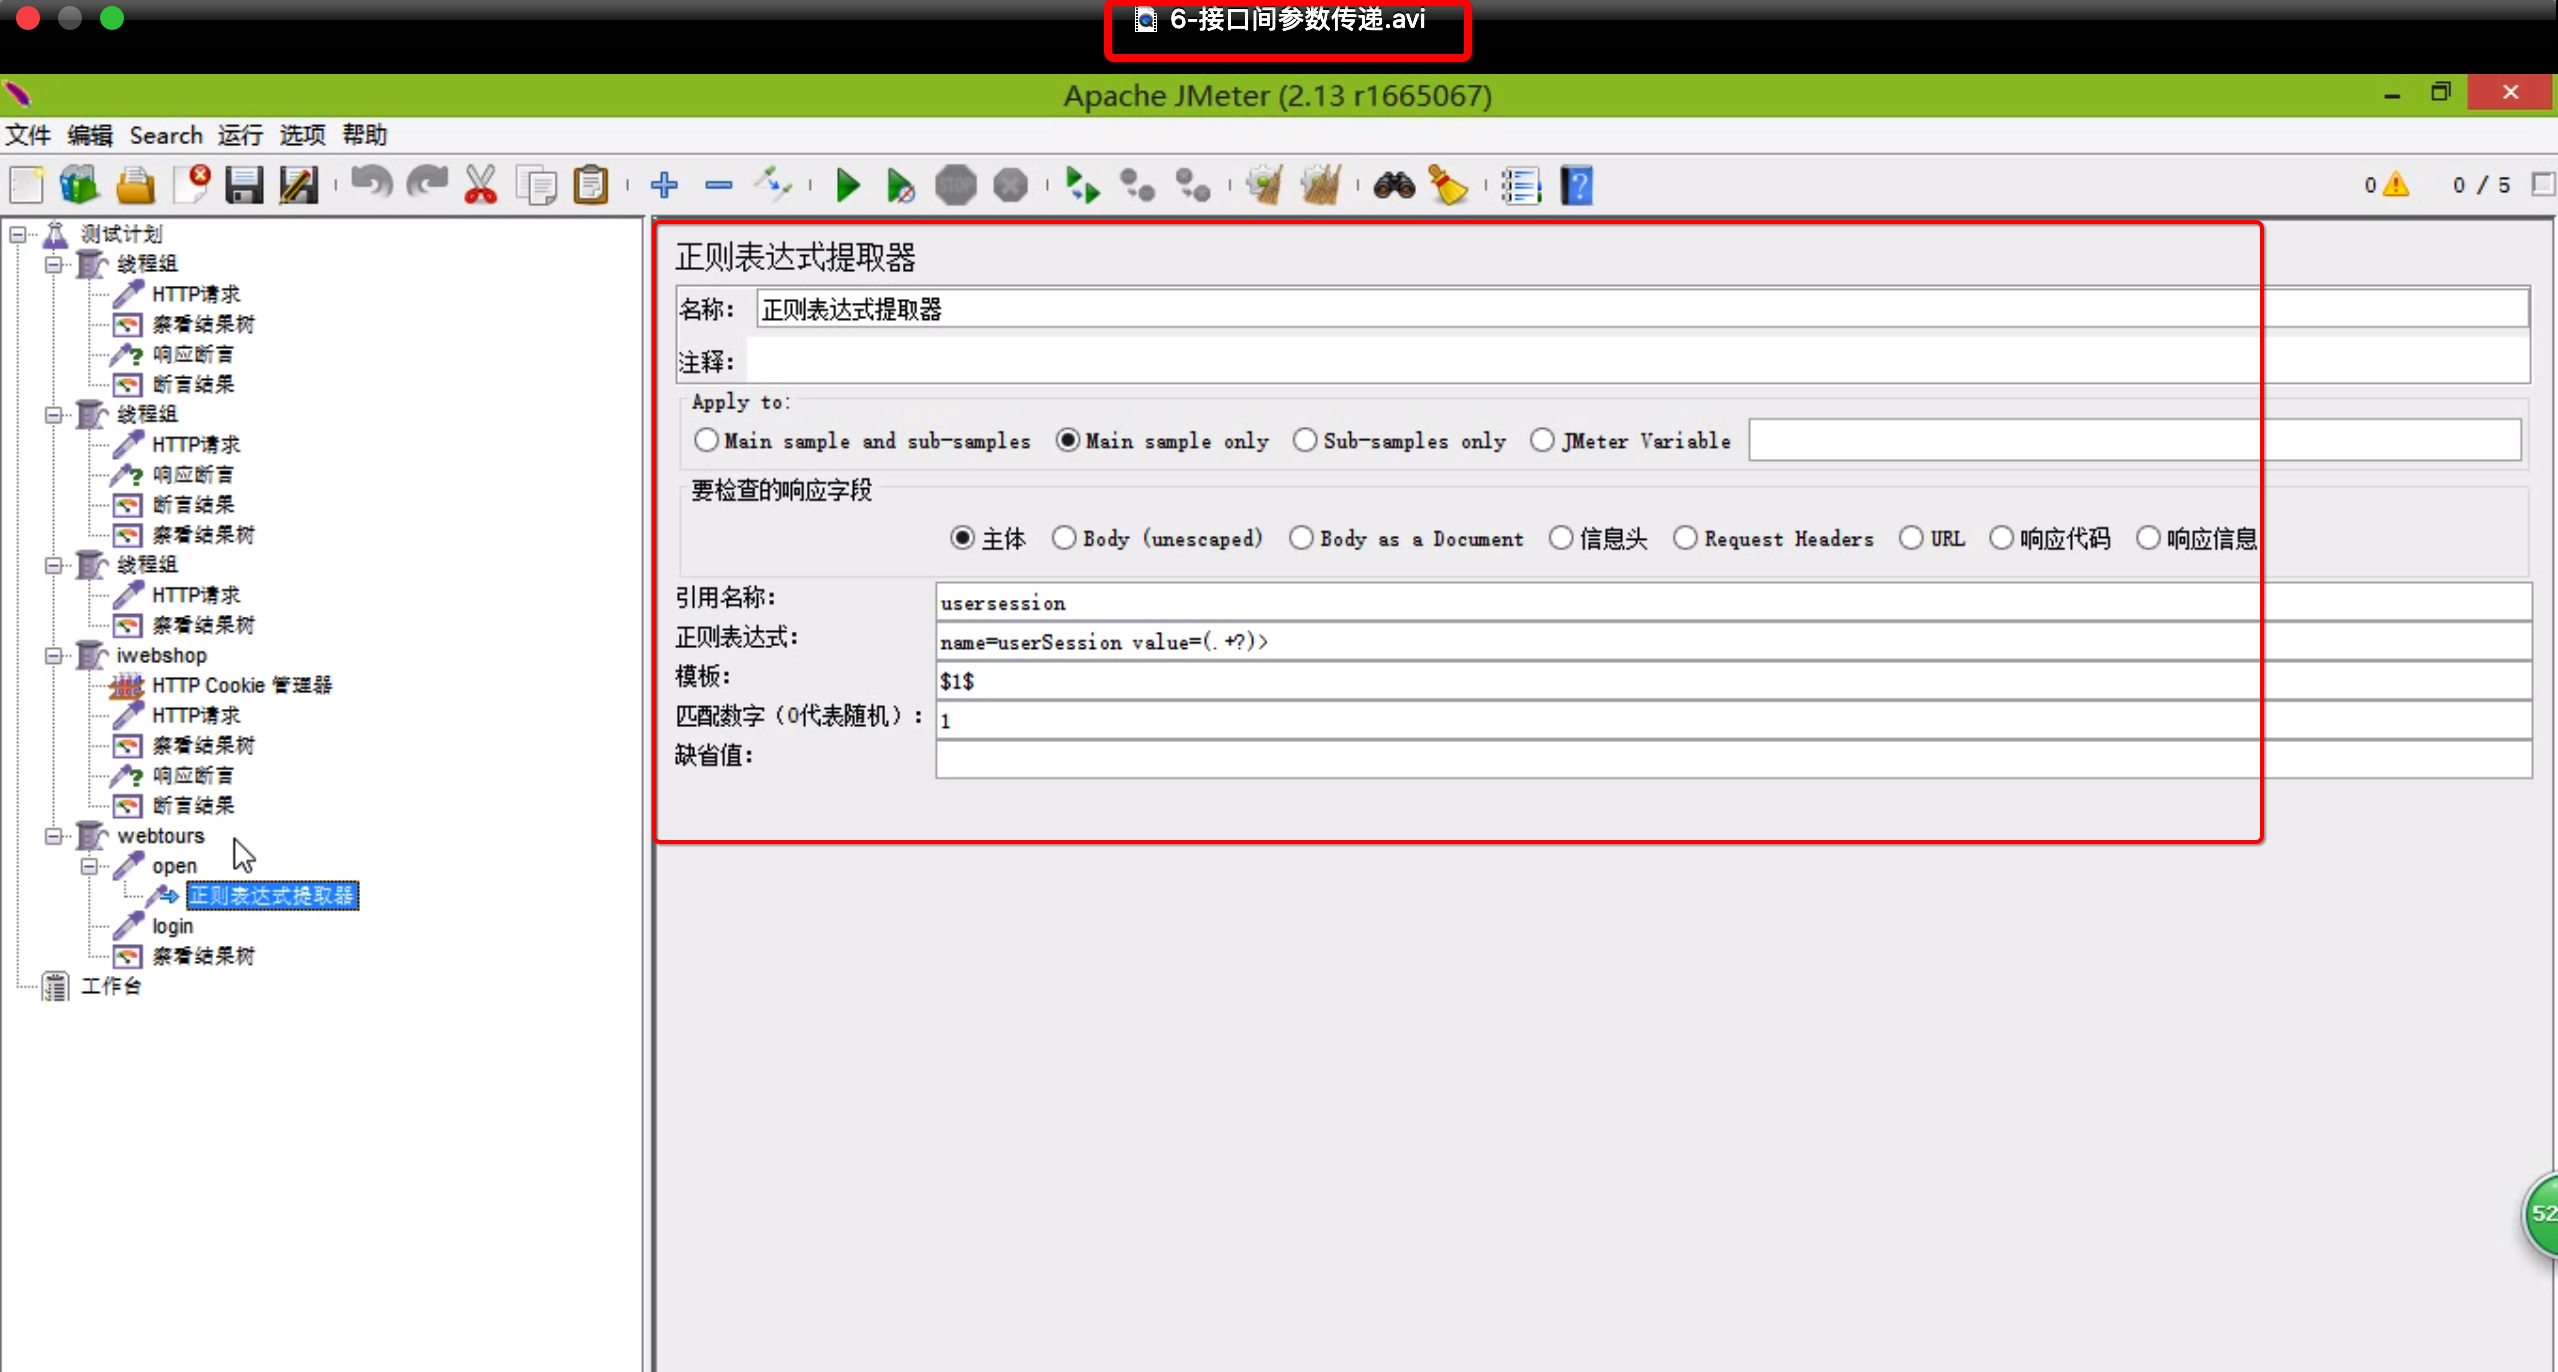 6-接口间参数传递.avi
Apache JMeter (2.13 r1665067)
文件 编辑 Search 运行 选项 帮助
STOP
0 0 / 5
测试计划
线程组
HTTP请求
察看结果树
响应断言
断言结果
线程组
HTTP请求
响应断言
断言结果
察看结果树
线程组
HTTP请求
察看结果树
iwebshop
HTTP Cookie 管理器
HTTP请求
察看结果树
响应断言
断言结果
webtours
open
正则表达式提取器
login
察看结果树
工作台
正则表达式提取器
名称： 正则表达式提取器
注释：
Apply to:
Main sample and sub-samples Main sample only Sub-samples only JMeter Variable
要检查的响应字段
主体 Body (unescaped) Body as a Document 信息头 Request Headers URL 响应代码 响应信息
引用名称： usersession
正则表达式： name=userSession value=(.+?)>
模板： $1$
匹配数字（0代表随机）： 1
缺省值：
52